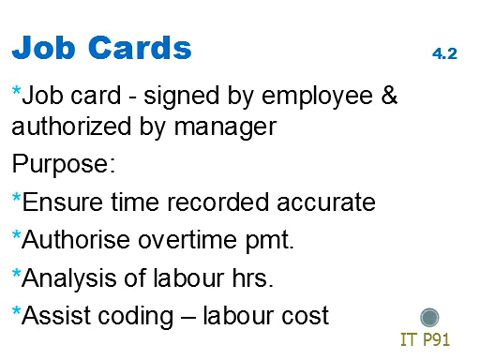 Job Cards 4.2
*Job card - signed by employee &
authorized by manager
Purpose:
*Ensure time recorded accurate
*Authorise overtime pmt.
*Analysis of labour hrs.
*Assist coding – labour cost
IT P91